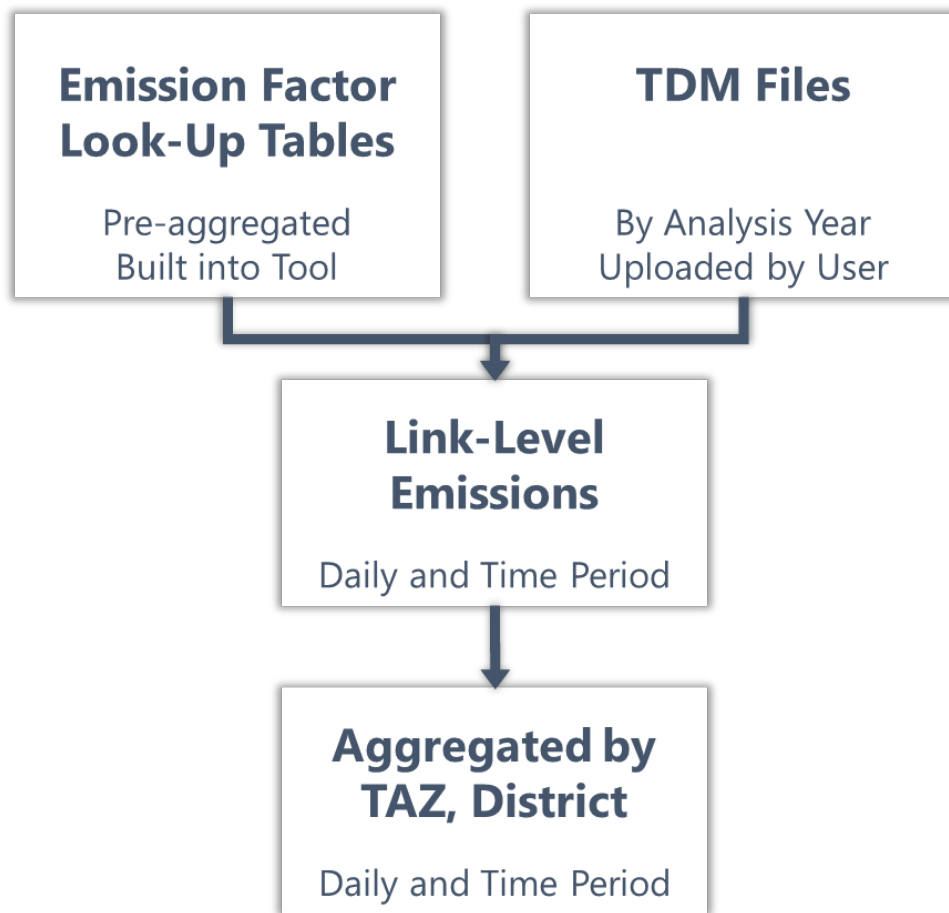 Emission Factor
Look-Up Tables
Pre-aggregated
Built into Tool
TDM Files
By Analysis Year
Uploaded by User
Link-Level
Emissions
Daily and Time Period
Aggregated by
TAZ, District
Daily and Time Period